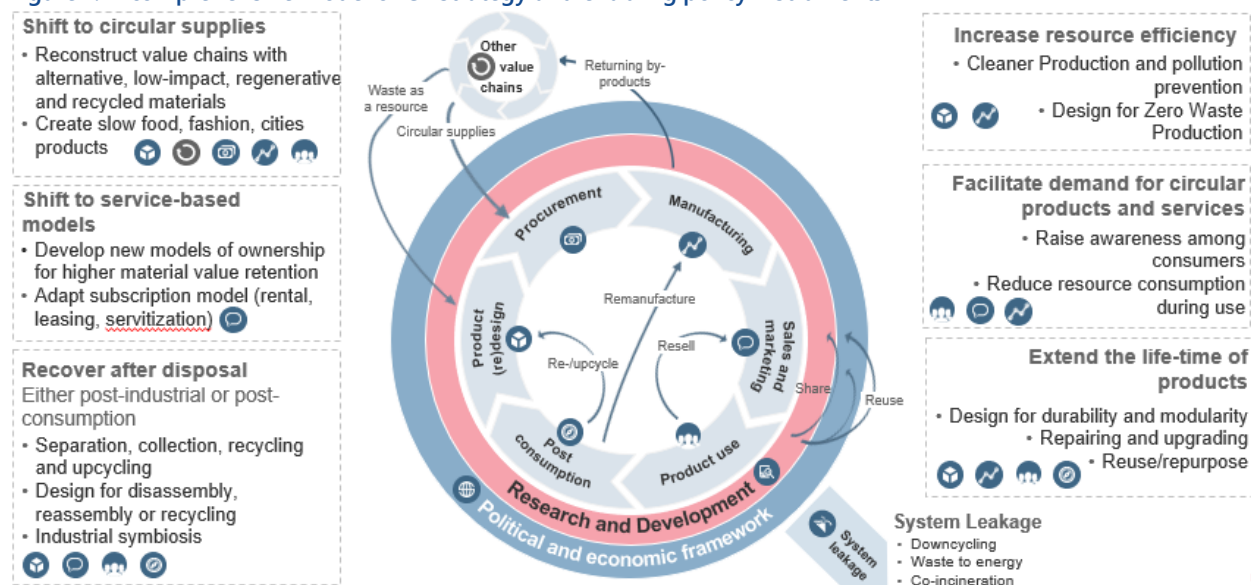 Shift to circular supplies
• Reconstruct value chains with
alternative, low-impact, regenerative
and recycled materials
• Create slow food, fashion, cities
products
Shift to service-based
models
• Develop new models of ownership
for higher material value retention
• Adapt subscription model (rental,
leasing, servitization)
Recover after disposal
Either post-industrial or post-
consumption
• Separation, collection, recycling
and upcycling
• Design for disassembly,
reassembly or recycling
• Industrial symbiosis
Other
value
chains
Returning by-
products
Waste as
a resource
Circular supplies
Procurement
Manufacturing
Product
(re)design
Sales and
marketing
Remanufacture
Re-/upcycle
Resell
Share
Reuse
Post
consumption
Product use
Research and Development
Political and economic framework
System
leakage
Increase resource efficiency
• Cleaner Production and pollution
prevention
• Design for Zero Waste
Production
Facilitate demand for circular
products and services
• Raise awareness among
consumers
• Reduce resource consumption
during use
Extend the life-time of
products
• Design for durability and modularity
• Repairing and upgrading
• Reuse/repurpose
System Leakage
• Downcycling
• Waste to energy
• Co-incineration